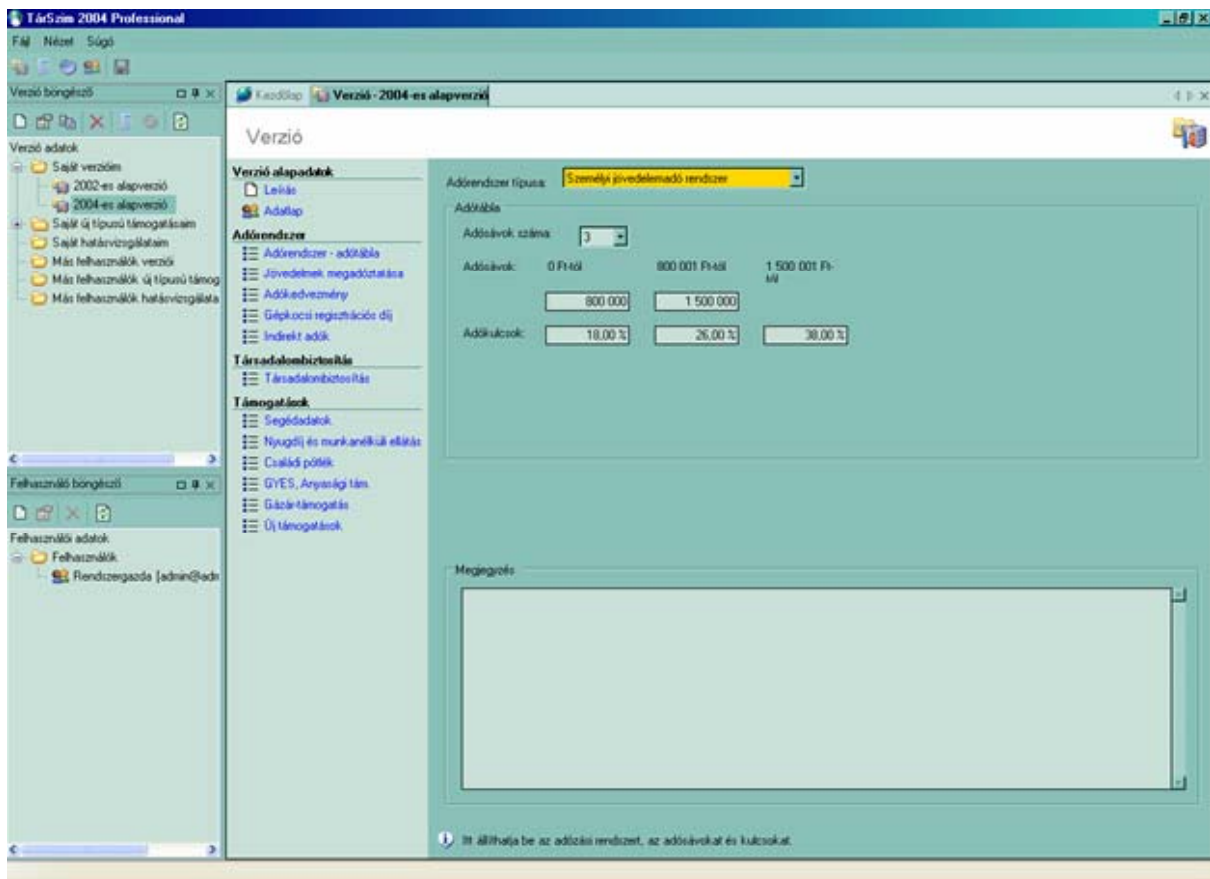 TárSzim 2004 Professional
Fájl Nézet Súgó
Verzió böngésző
Verzió adatok
Saját verzióim
2002-es alapverzió
2004-es alapverzió
Saját új típusú támogatásaim
Saját határvizsgálataim
Más felhasználók verziói
Más felhasználók új típusú támog
Más felhasználók határvizsgálata
Felhasználó böngésző
Felhasználói adatok
Felhasználók
Rendszergazda [admin@adn
Kezdőlap Verzió - 2004-es alapverzió
Verzió
Verzió alapadatok
Leírás
Adatlap
Adórendszer
Adórendszer - adótábla
Jövedelmek megadóztatása
Adókedvezmény
Gépkocsi regisztrációs díj
Indirekt adók
Társadalombiztosítás
Társadalombiztosítás
Támogatások
Segédadatok
Nyugdíj és munkanélküli ellátás
Családi pótlék
GYES, Anyasági tám.
Gázár-támogatás
Új támogatások
Adórendszer típusa: Személyi jövedelemadó rendszer
Adótábla
Adósávok száma: 3
Adósávok: 0 Ft-tól 800 001 Ft-tól 1 500 001 Ft-tól
800 000 1 500 000
Adókulcsok: 18,00 % 26,00 % 38,00 %
Megjegyzés
Itt állíthatja be az adózási rendszert, az adósávokat és kulcsokat.